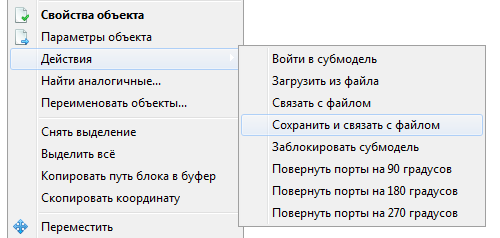 Свойства объекта
Параметры объекта
Действия
Найти аналогичные...
Переименовать объекты...
Снять выделение
Выделить всё
Копировать путь блока в буфер
Скопировать координату
Переместить
Войти в субмодель
Загрузить из файла
Связать с файлом
Сохранить и связать с файлом
Заблокировать субмодель
Повернуть порты на 90 градусов
Повернуть порты на 180 градусов
Повернуть порты на 270 градусов